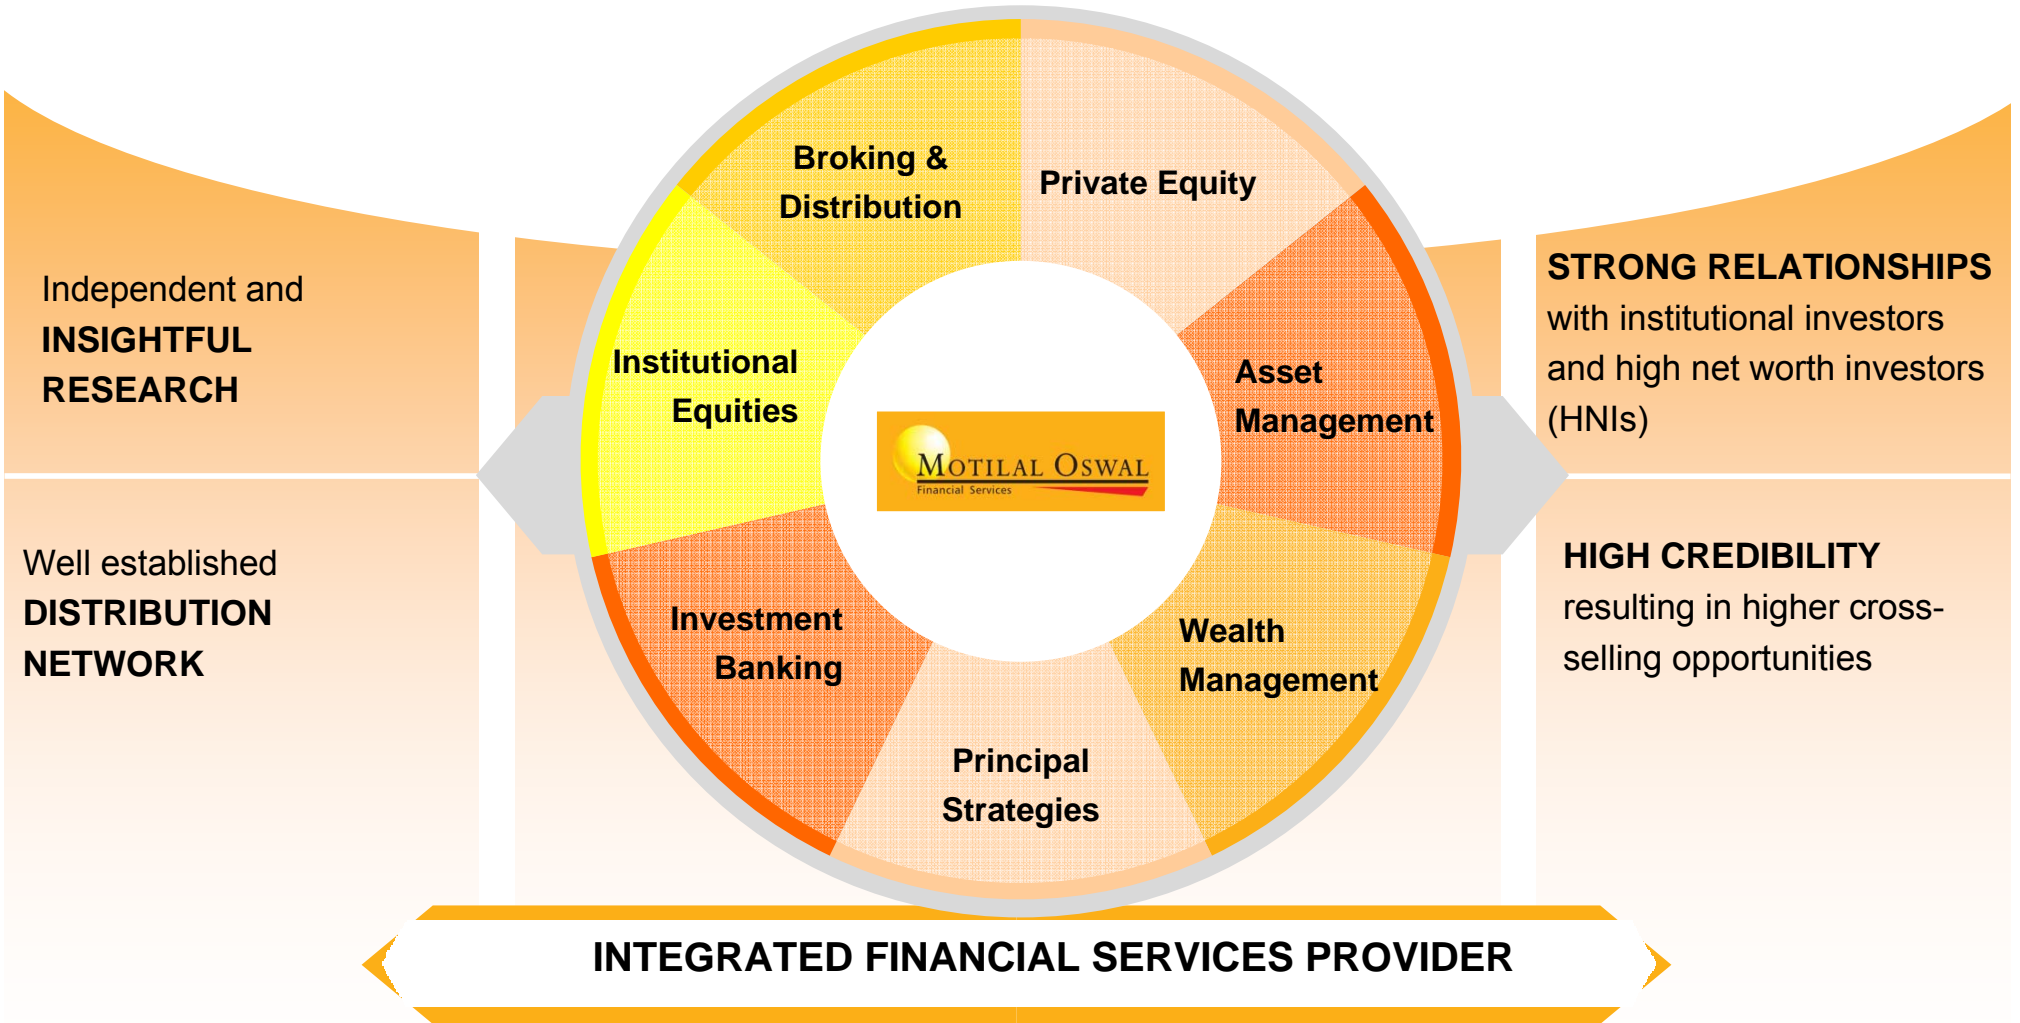 Broking &
Distribution
Private Equity
Independent and
INSIGHTFUL
RESEARCH
Institutional
Equities
Asset
Management
STRONG RELATIONSHIPS
with institutional investors
and high net worth investors
(HNIs)
MOTILAL OSWAL
Financial Services
Well established
DISTRIBUTION
NETWORK
Investment
Banking
Wealth
Management
HIGH CREDIBILITY
resulting in higher cross-
selling opportunities
Principal
Strategies
INTEGRATED FINANCIAL SERVICES PROVIDER